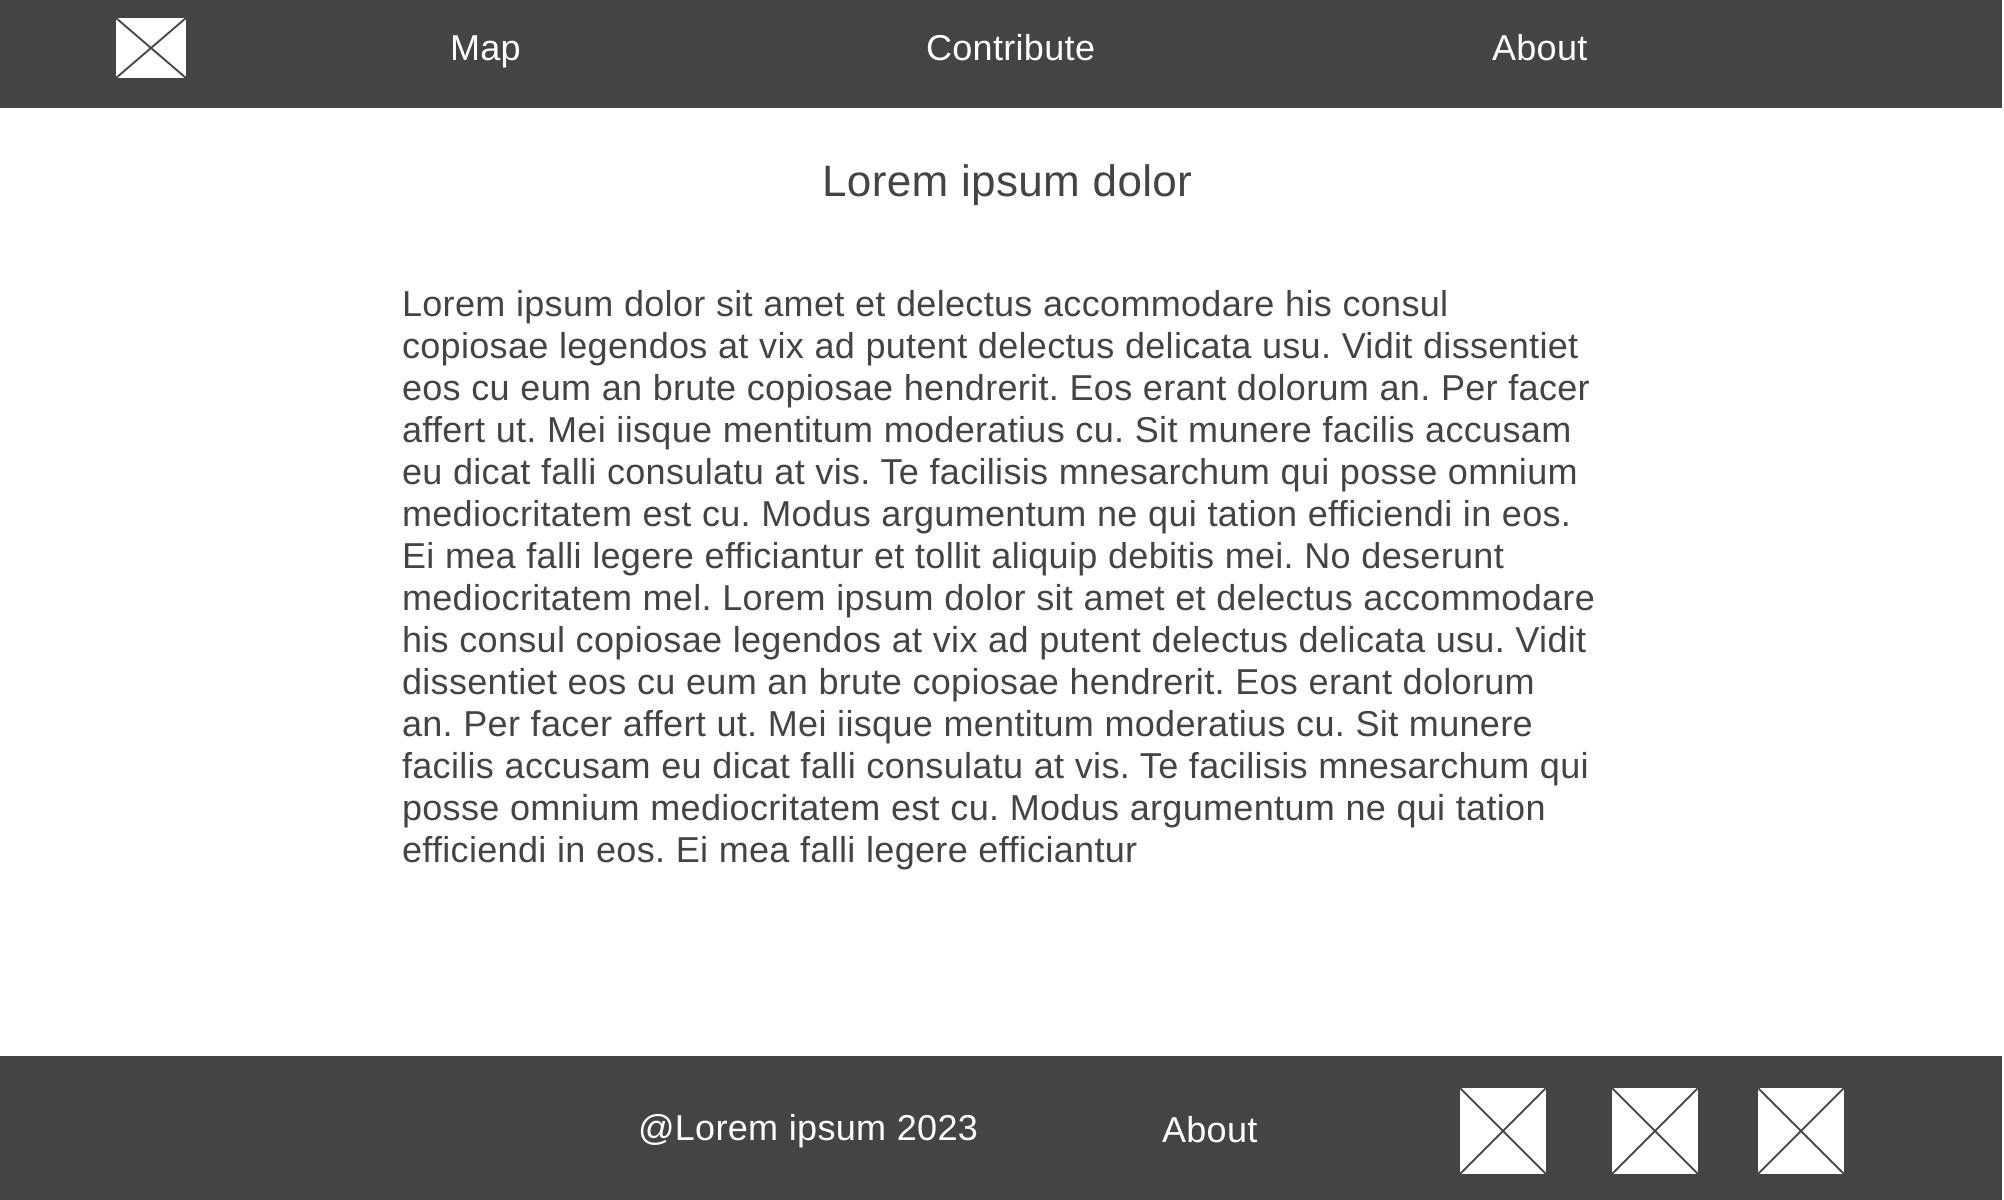 Map
Contribute
About
Lorem ipsum dolor
Lorem ipsum dolor sit amet et delectus accommodare his consul
copiosae legendos at vix ad putent delectus delicata usu. Vidit dissentiet
eos cu eum an brute copiosae hendrerit. Eos erant dolorum an. Per facer
affert ut. Mei iisque mentitum moderatius cu. Sit munere facilis accusam
eu dicat falli consulatu at vis. Te facilisis mnesarchum qui posse omnium
mediocritatem est cu. Modus argumentum ne qui tation efficiendi in eos.
Ei mea falli legere efficiantur et tollit aliquip debitis mei. No deserunt
mediocritatem mel. Lorem ipsum dolor sit amet et delectus accommodare
his consul copiosae legendos at vix ad putent delectus delicata usu. Vidit
dissentiet eos cu eum an brute copiosae hendrerit. Eos erant dolorum
an. Per facer affert ut. Mei iisque mentitum moderatius cu. Sit munere
facilis accusam eu dicat falli consulatu at vis. Te facilisis mnesarchum qui
posse omnium mediocritatem est cu. Modus argumentum ne qui tation
efficiendi in eos. Ei mea falli legere efficiantur
@Lorem ipsum 2023
About